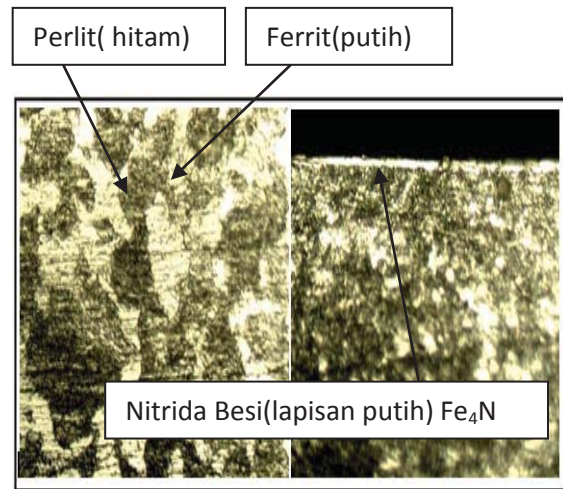 Perlit( hitam)
Ferrit(putih)
Nitrida Besi(lapisan putih) Fe₄N